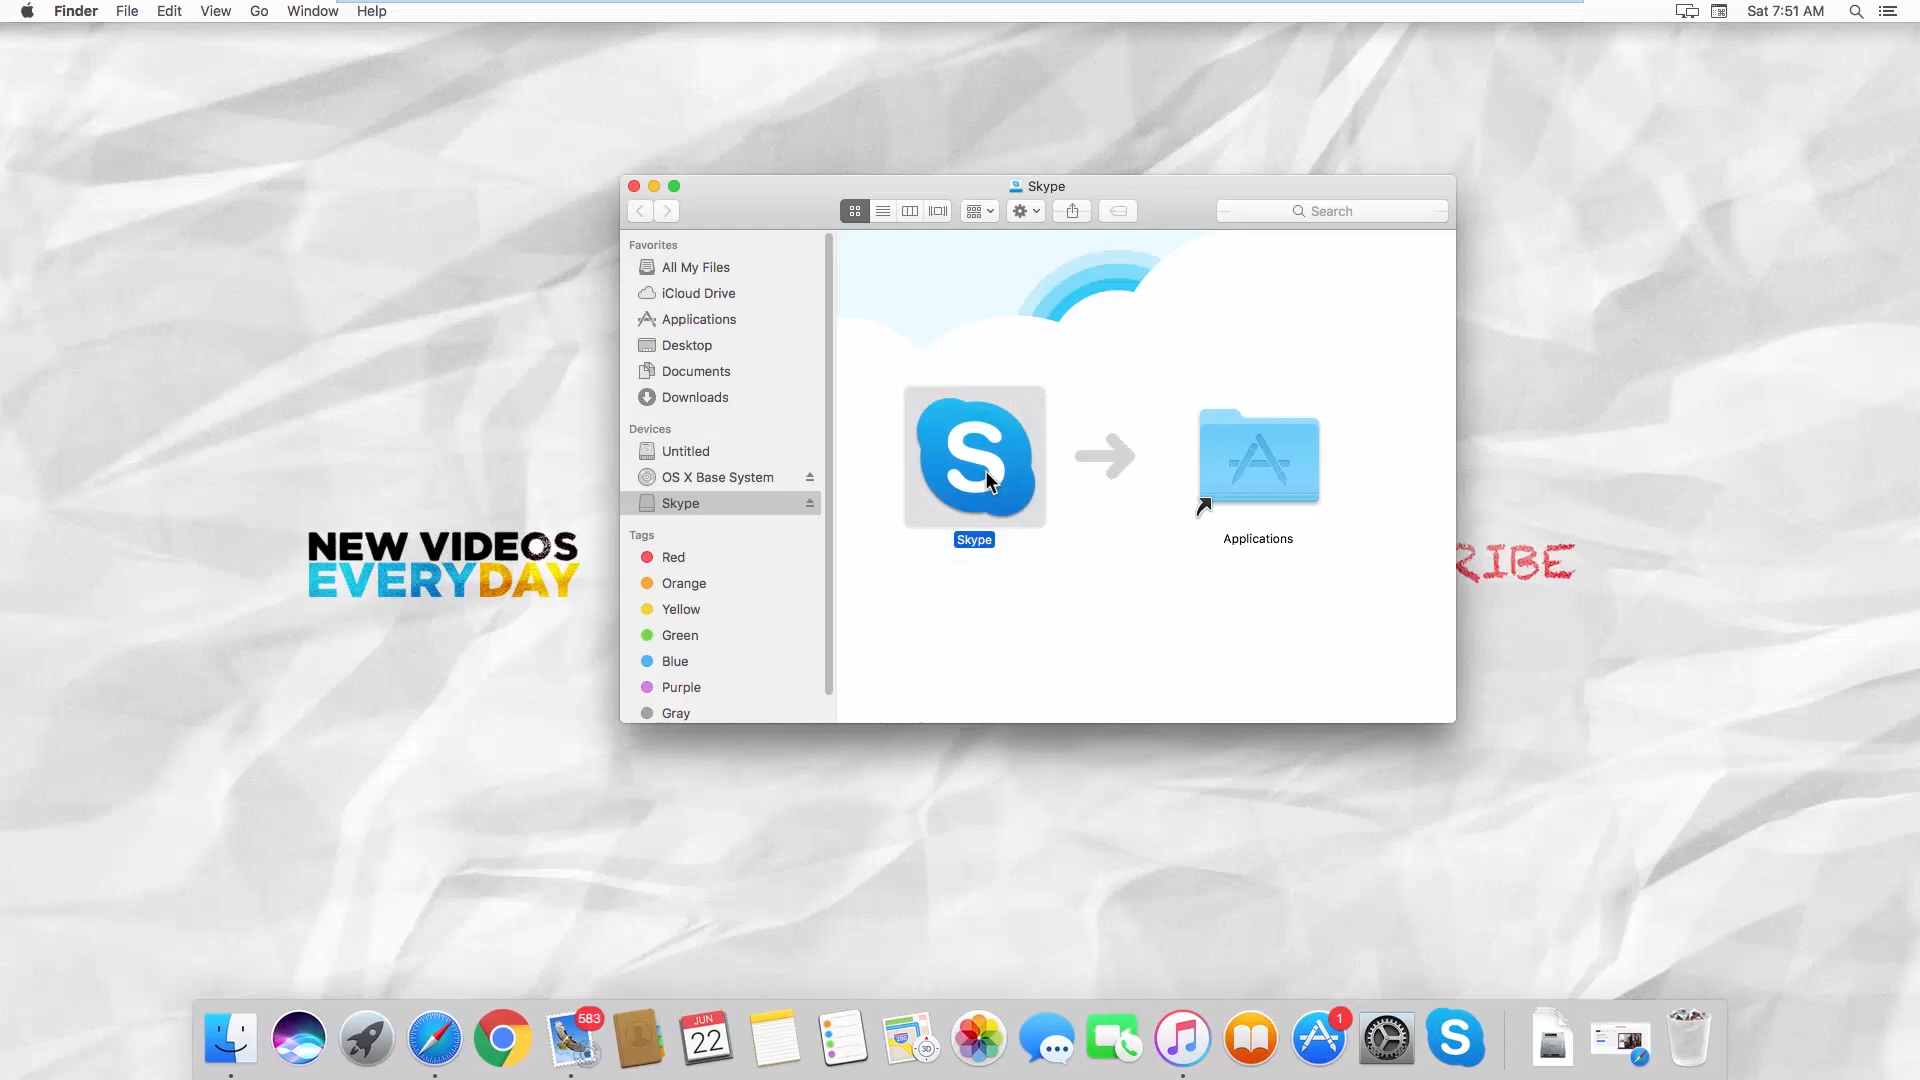 Finder File Edit View Go Window Help
Sat 7:51 AM
Skype
Search
Favorites
All My Files
iCloud Drive
Applications
Desktop
Documents
Downloads
Devices
Untitled
OS X Base System
Skype
Tags
Red
Orange
Yellow
Green
Blue
Purple
Gray
S
Skype
Applications
NEW VIDEOS
EVERYDAY
RIBE
583
JUN
22
280
3D
1
S